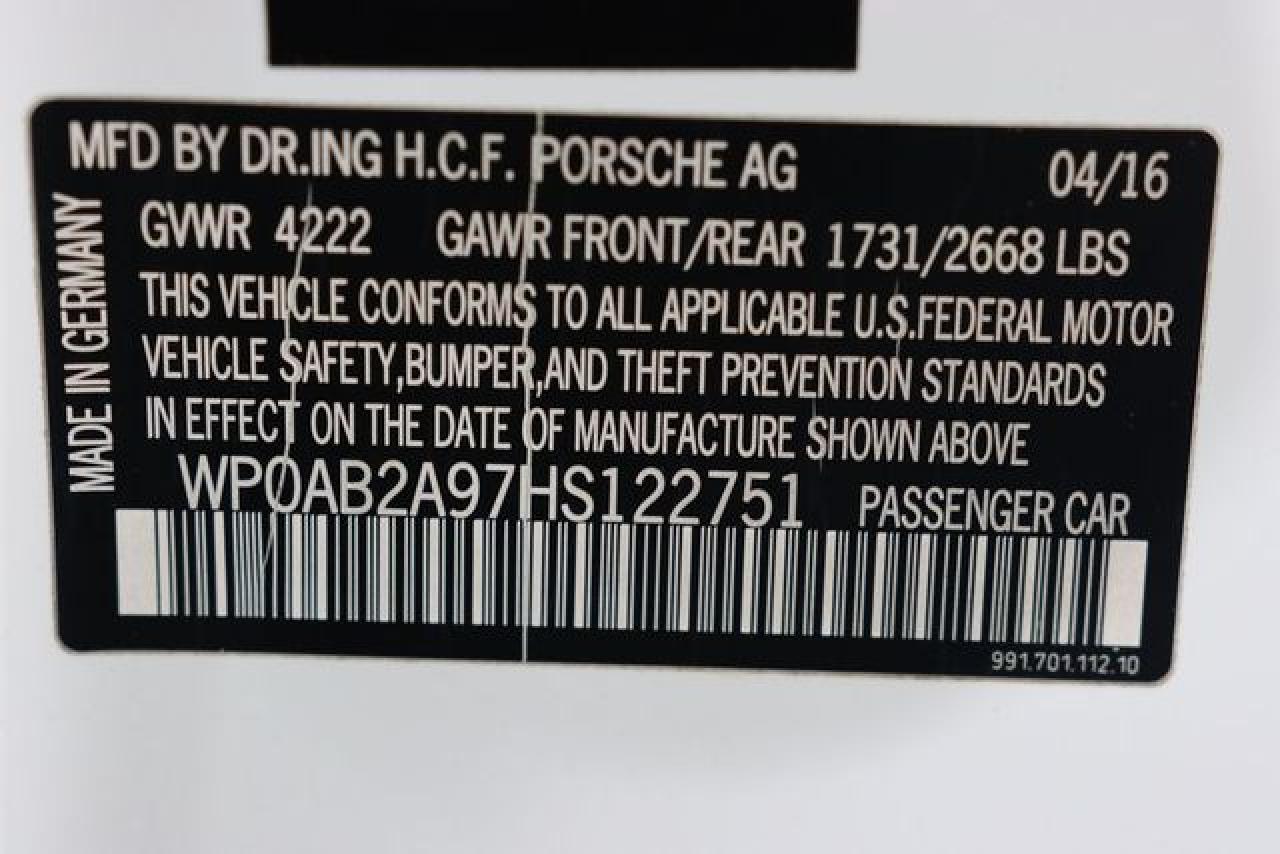 MFD BY DR.ING H.C.F. PORSCHE AG 04/16
MADE IN GERMANY
GVWR 4222 GAWR FRONT/REAR 1731/2668 LBS
THIS VEHICLE CONFORMS TO ALL APPLICABLE U.S.FEDERAL MOTOR
VEHICLE SAFETY,BUMPER,AND THEFT PREVENTION STANDARDS
IN EFFECT ON THE DATE OF MANUFACTURE SHOWN ABOVE
WP0AB2A97HS122751 PASSENGER CAR
991.701.112.10